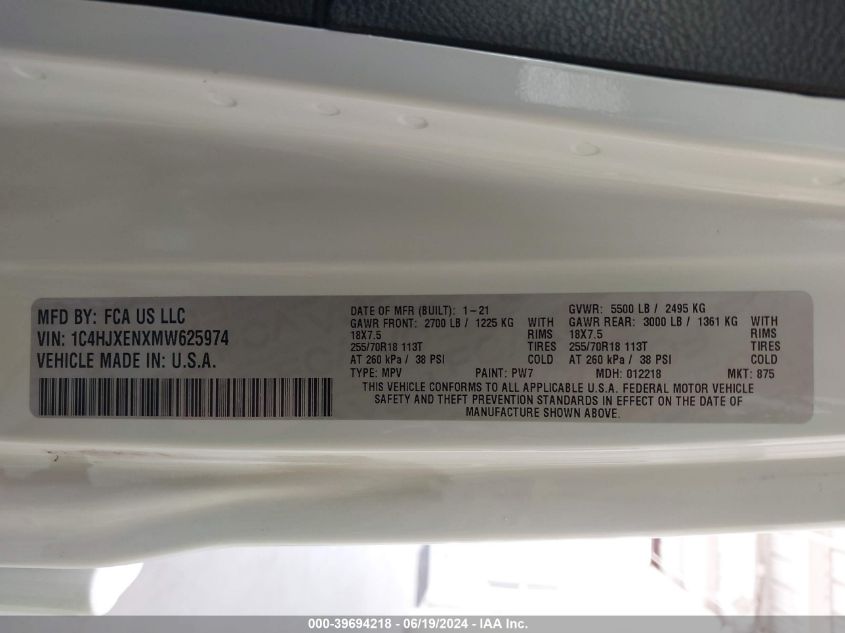 MFD BY: FCA US LLC
VIN: 1C4HJXENXMW625974
VEHICLE MADE IN: U.S.A.
DATE OF MFR (BUILT): 1-21
GAWR FRONT: 2700 LB / 1225 KG WITH
18X7.5 RIMS
255/70R18 113T TIRES
AT 260 kPa / 38 PSI COLD
GVWR: 5500 LB / 2495 KG
GAWR REAR: 3000 LB / 1361 KG WITH
18X7.5 RIMS
255/70R18 113T TIRES
AT 260 kPa / 38 PSI COLD
TYPE: MPV PAINT: PW7 MDH: 012218 MKT: 875
THIS VEHICLE CONFORMS TO ALL APPLICABLE U.S.A. FEDERAL MOTOR VEHICLE
SAFETY AND THEFT PREVENTION STANDARDS IN EFFECT ON THE DATE OF
MANUFACTURE SHOWN ABOVE.
000-39694218 - 06/19/2024 - IAA Inc.